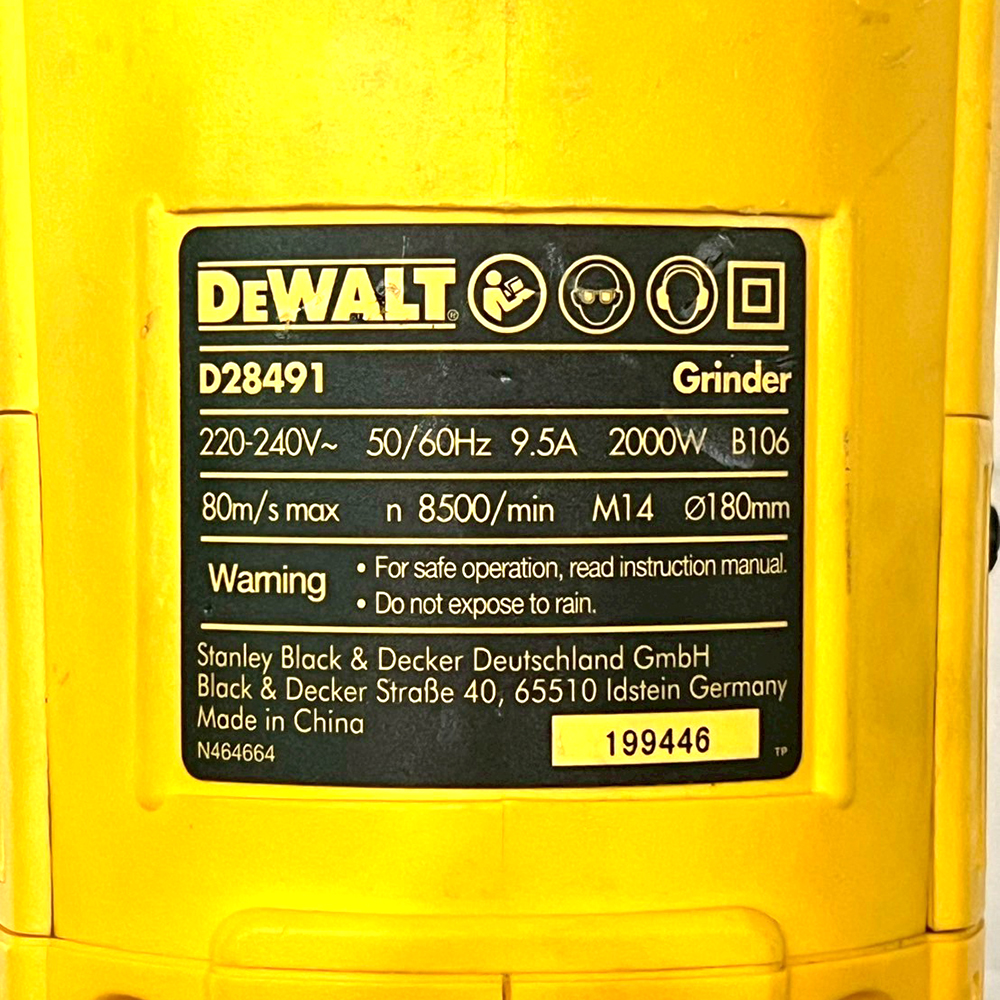 DEWALT®
D28491 Grinder
220-240V~ 50/60Hz 9.5A 2000W B106
80m/s max n 8500/min M14 Ø180mm
Warning • For safe operation, read instruction manual.
• Do not expose to rain.
Stanley Black & Decker Deutschland GmbH
Black & Decker Straße 40, 65510 Idstein Germany
Made in China
N464664
199446
TP